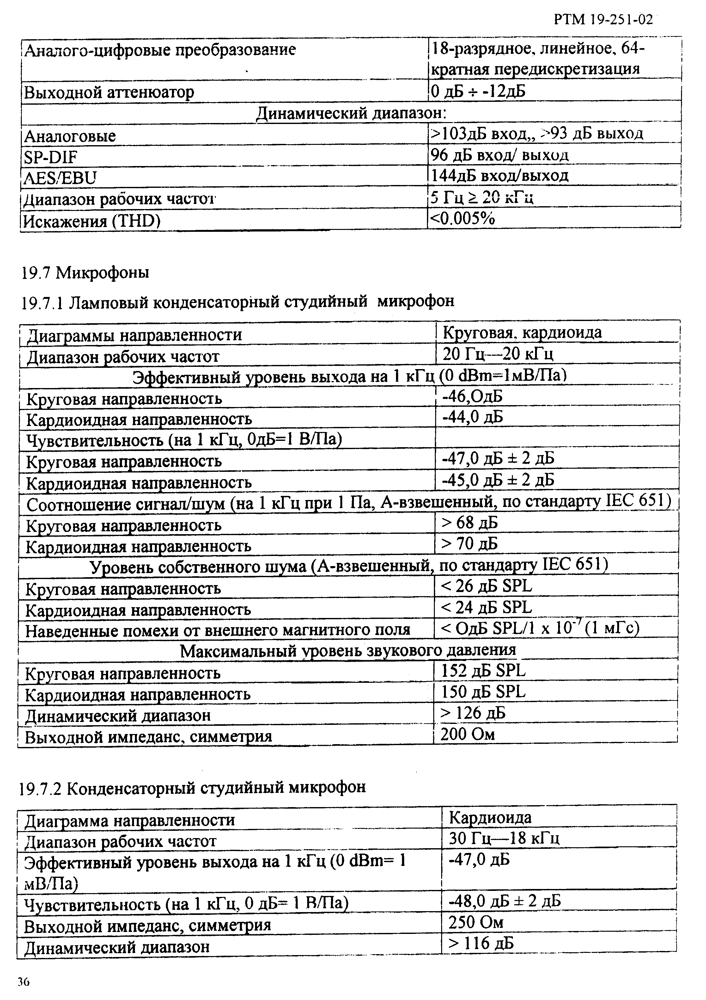 РТМ 19-251-02
Аналого-цифровые преобразование
18-разрядное, линейное, 64-
кратная передискретизация
Выходной аттенюатор
0 дБ ÷ -12дБ
Динамический диапазон:
Аналоговые
>103дБ вход,, >93 дБ выход
SP-DIF
96 дБ вход/ выход
AES/EBU
144дБ вход/выход
Диапазон рабочих частот
5 Гц ≥ 20 кГц
Искажения (THD)
<0.005%
19.7 Микрофоны
19.7.1 Ламповый конденсаторный студийный микрофон
Диаграммы направленности
Круговая, кардиоида
Диапазон рабочих частот
20 Гц—20 кГц
Эффективный уровень выхода на 1 кГц (0 dBm=1мВ/Па)
Круговая направленность
-46,0дБ
Кардиоидная направленность
-44,0 дБ
Чувствительность (на 1 кГц, 0дБ=1 В/Па)
Круговая направленность
-47,0 дБ ± 2 дБ
Кардиоидная направленность
-45,0 дБ ± 2 дБ
Соотношение сигнал/шум (на 1 кГц при 1 Па, А-взвешенный, по стандарту IEC 651)
Круговая направленность
> 68 дБ
Кардиоидная направленность
> 70 дБ
Уровень собственного шума (А-взвешенный, по стандарту IEC 651)
Круговая направленность
< 26 дБ SPL
Кардиоидная направленность
< 24 дБ SPL
Наведенные помехи от внешнего магнитного поля
< 0дБ SPL/1 x 10⁻⁷ (1 мГс)
Максимальный уровень звукового давления
Круговая направленность
152 дБ SPL
Кардиоидная направленность
150 дБ SPL
Динамический диапазон
> 126 дБ
Выходной импеданс, симметрия
200 Ом
19.7.2 Конденсаторный студийный микрофон
Диаграмма направленности
Кардиоида
Диапазон рабочих частот
30 Гц—18 кГц
Эффективный уровень выхода на 1 кГц (0 dBm= 1
мВ/Па)
-47,0 дБ
Чувствительность (на 1 кГц, 0 дБ= 1 В/Па)
-48,0 дБ ± 2 дБ
Выходной импеданс, симметрия
250 Ом
Динамический диапазон
> 116 дБ
36